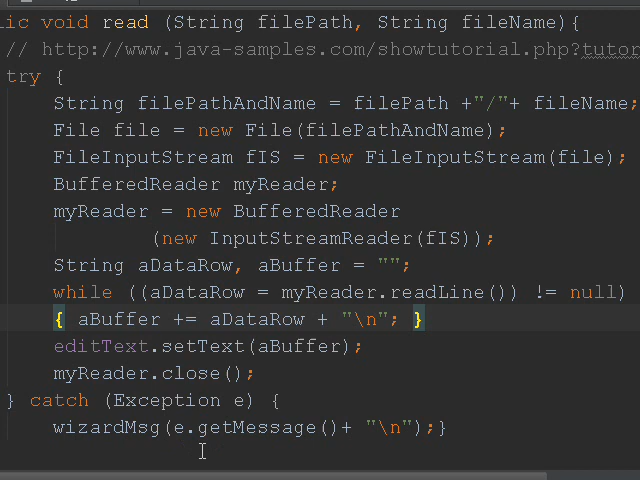 lic void read (String filePath, String fileName){
// http://www.java-samples.com/showtutorial.php?tutor
try {
String filePathAndName = filePath +"/"+ fileName;
File file = new File(filePathAndName);
FileInputStream fIS = new FileInputStream(file);
BufferedReader myReader;
myReader = new BufferedReader
(new InputStreamReader(fIS));
String aDataRow, aBuffer = "";
while ((aDataRow = myReader.readLine()) != null)
{ aBuffer += aDataRow + "\n"; }
editText.setText(aBuffer);
myReader.close();
} catch (Exception e) {
wizardMsg(e.getMessage()+ "\n");}